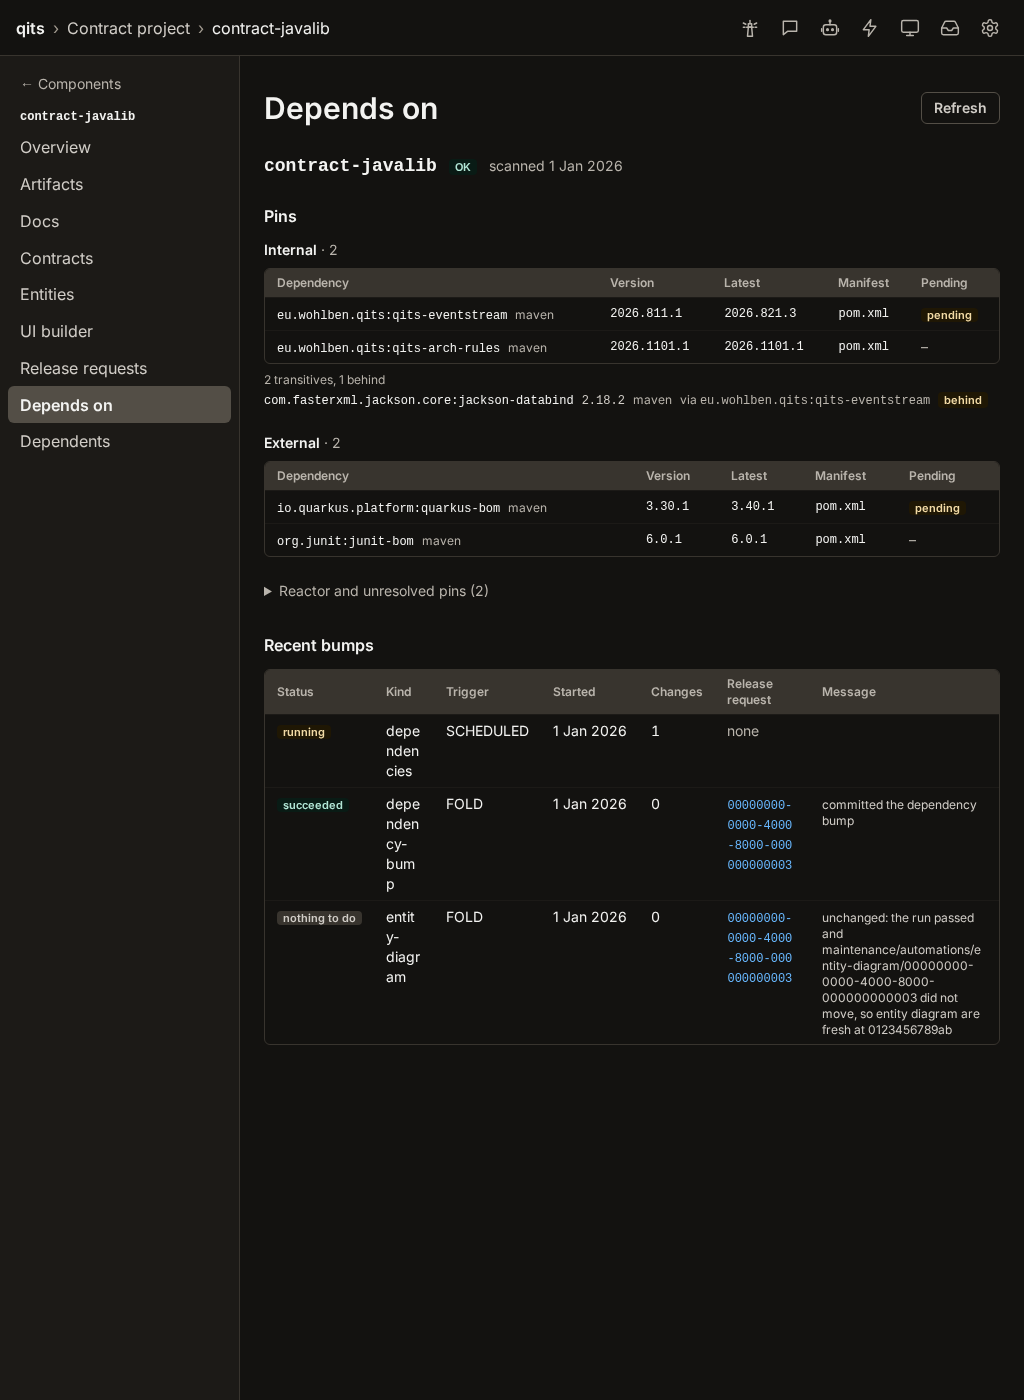 qits › Contract project › contract-javalib
← Components
contract-javalib
Overview
Artifacts
Docs
Contracts
Entities
UI builder
Release requests
Depends on
Dependents
Depends on
Refresh
contract-javalib OK scanned 1 Jan 2026
Pins
Internal · 2
Dependency Version Latest Manifest Pending
eu.wohlben.qits:qits-eventstream maven 2026.811.1 2026.821.3 pom.xml pending
eu.wohlben.qits:qits-arch-rules maven 2026.1101.1 2026.1101.1 pom.xml –
2 transitives, 1 behind
com.fasterxml.jackson.core:jackson-databind 2.18.2 maven via eu.wohlben.qits:qits-eventstream behind
External · 2
Dependency Version Latest Manifest Pending
io.quarkus.platform:quarkus-bom maven 3.30.1 3.40.1 pom.xml pending
org.junit:junit-bom maven 6.0.1 6.0.1 pom.xml –
Reactor and unresolved pins (2)
Recent bumps
Status Kind Trigger Started Changes Release
request Message
running depe
nden
cies SCHEDULED 1 Jan 2026 1 none
succeeded depe
nden
cy-
bum
p FOLD 1 Jan 2026 0 00000000-
0000-4000
-8000-000
000000003 committed the dependency
bump
nothing to do entit
y-
diagr
am FOLD 1 Jan 2026 0 00000000-
0000-4000
-8000-000
000000003 unchanged: the run passed
and
maintenance/automations/e
ntity-diagram/00000000-
0000-4000-8000-
000000000003 did not
move, so entity diagram are
fresh at 0123456789ab